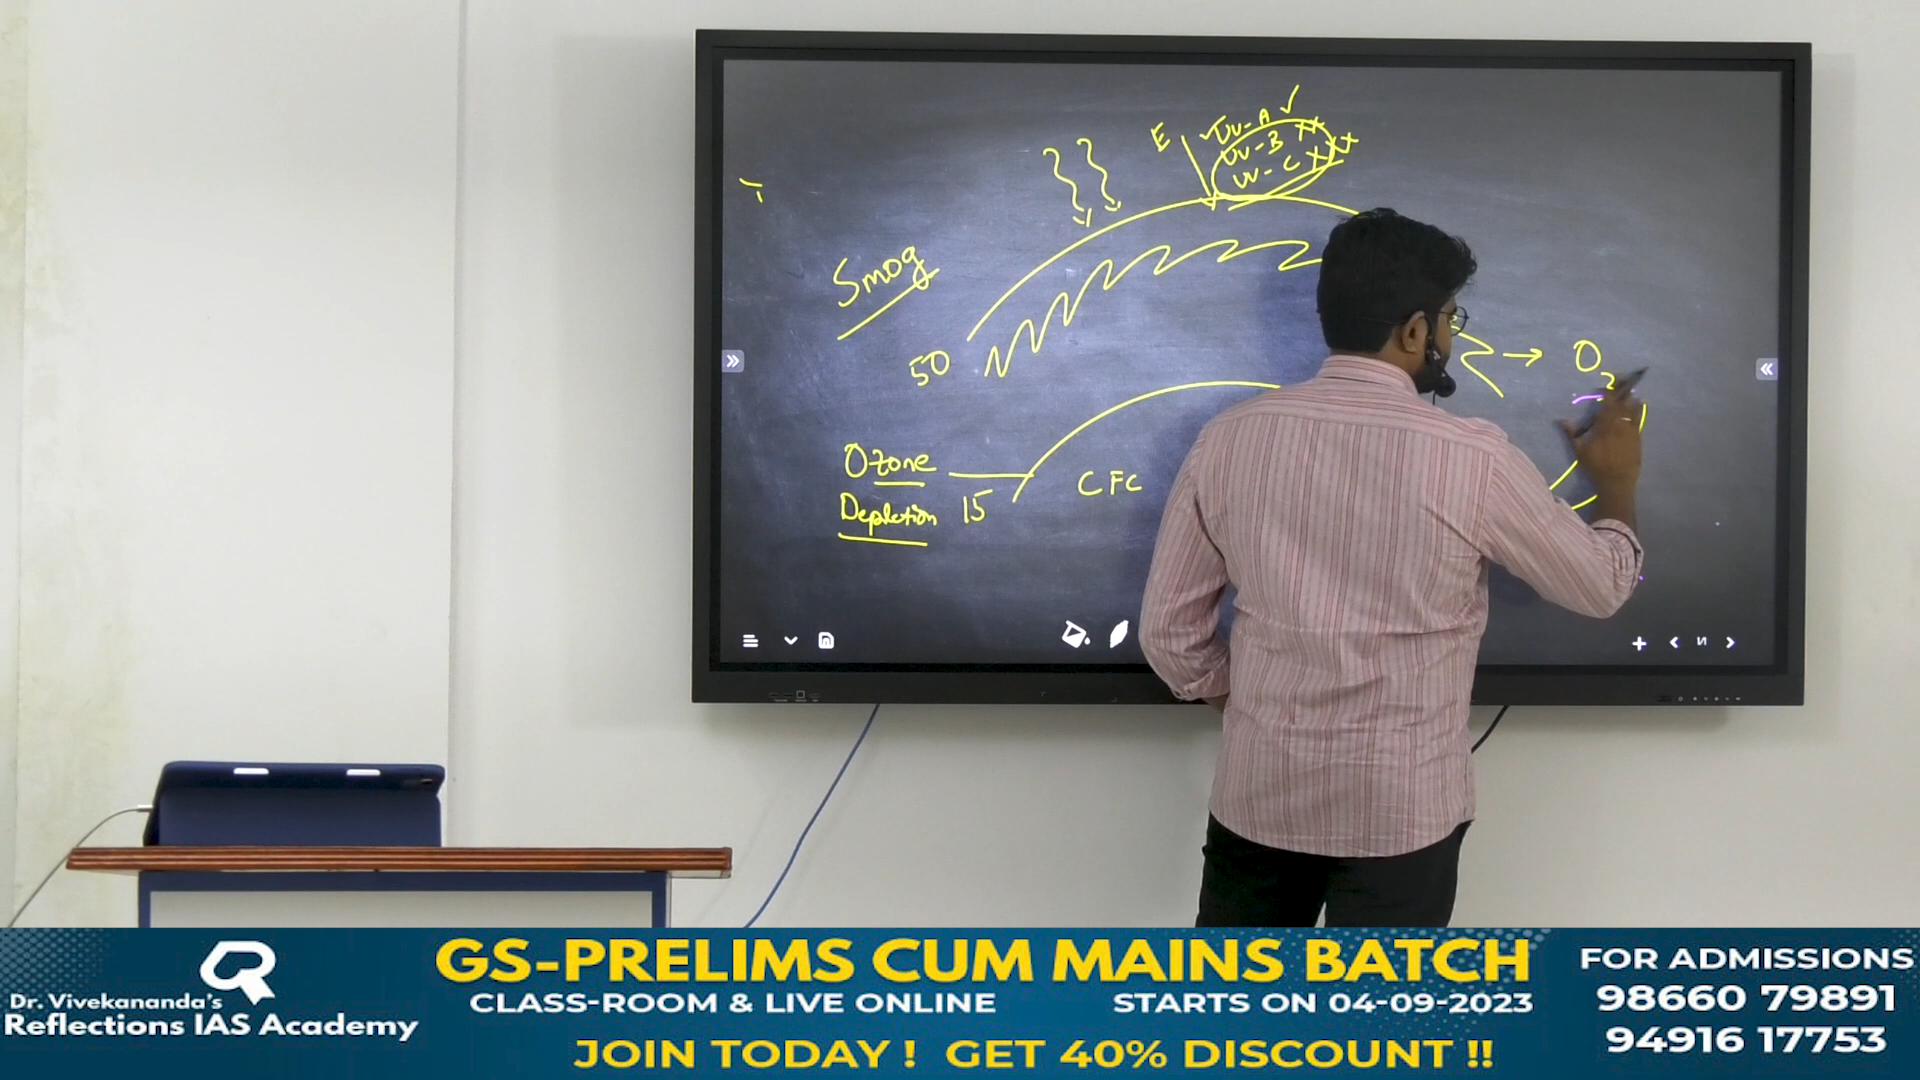 E
UV-A ✓
UV-B xx
UV-C xxx
Smog
50
→ O2
Ozone
Depletion
15
CFC
Dr. Vivekananda's
Reflections IAS Academy
GS-PRELIMS CUM MAINS BATCH
CLASS-ROOM & LIVE ONLINE STARTS ON 04-09-2023
JOIN TODAY ! GET 40% DISCOUNT !!
FOR ADMISSIONS
98660 79891
94916 17753